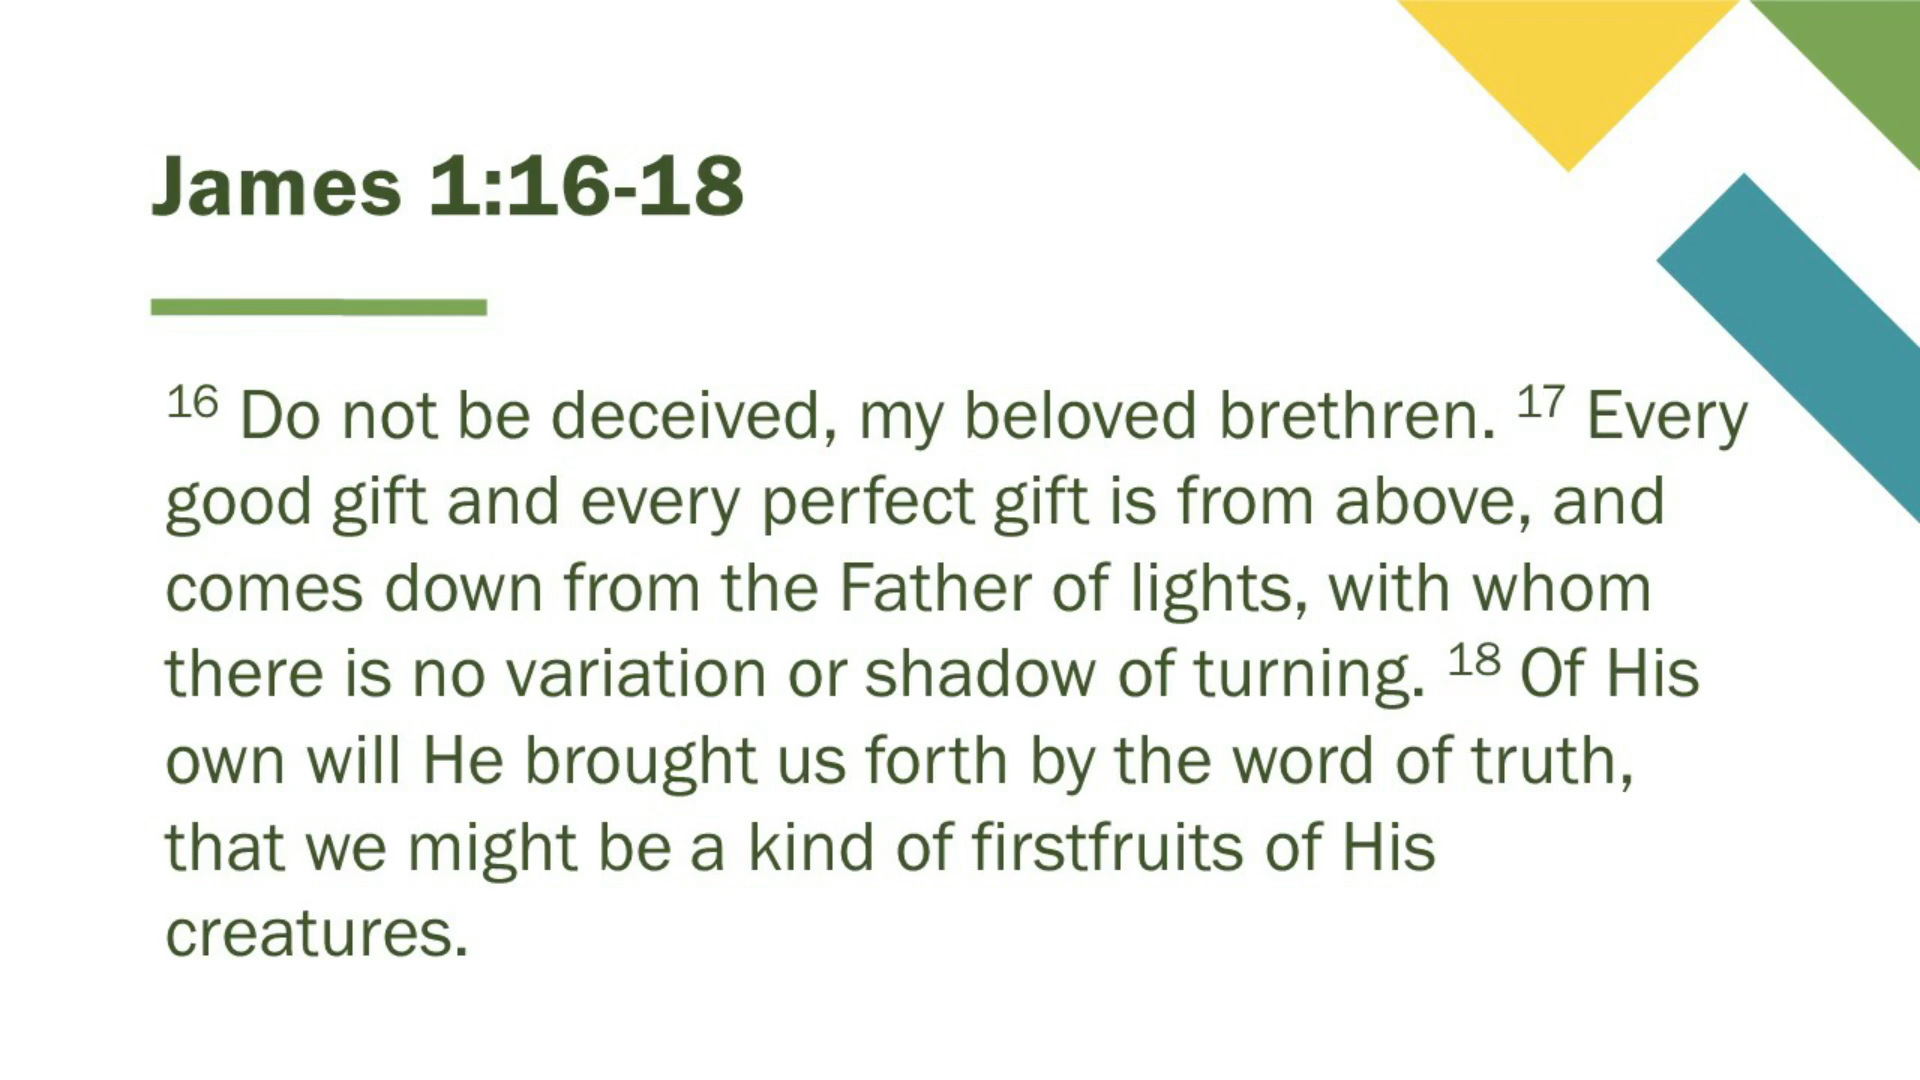 James 1:16-18
16 Do not be deceived, my beloved brethren. 17 Every
good gift and every perfect gift is from above, and
comes down from the Father of lights, with whom
there is no variation or shadow of turning. 18 Of His
own will He brought us forth by the word of truth,
that we might be a kind of firstfruits of His
creatures.